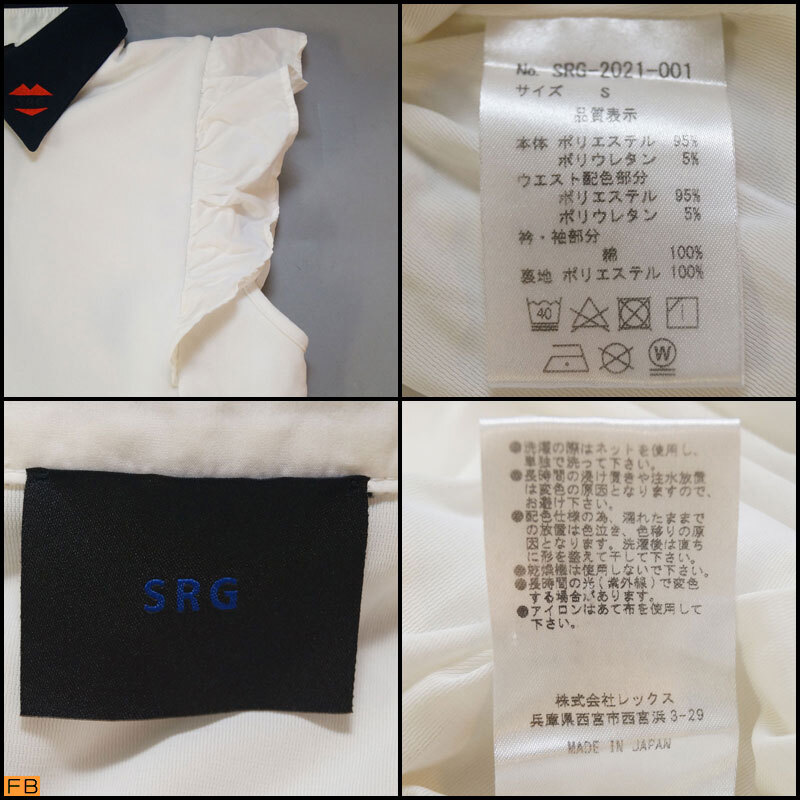 SRG
No. SRG-2021-001
サイズ S
品質表示
本体 ポリエステル 95%
ポリウレタン 5%
ウエスト配色部分
ポリエステル 95%
ポリウレタン 5%
衿・袖部分
綿 100%
裏地 ポリエステル 100%
40
W
SRG
●洗濯の際はネットを使用し、
単独で洗って下さい。
●長時間の浸け置きや注水放置
は変色の原因となりますので、
お避け下さい。
●配色仕様の為、濡れたままで
の放置は色泣き、色移りの原
因となります。洗濯後は直ち
に形を整えて干して下さい。
●乾燥機は使用しないで下さい。
●長時間の光(紫外線)で変色
する場合があります。
●アイロンはあて布を使用して
下さい。
株式会社レックス
兵庫県西宮市西宮浜3-29
MADE IN JAPAN
FB